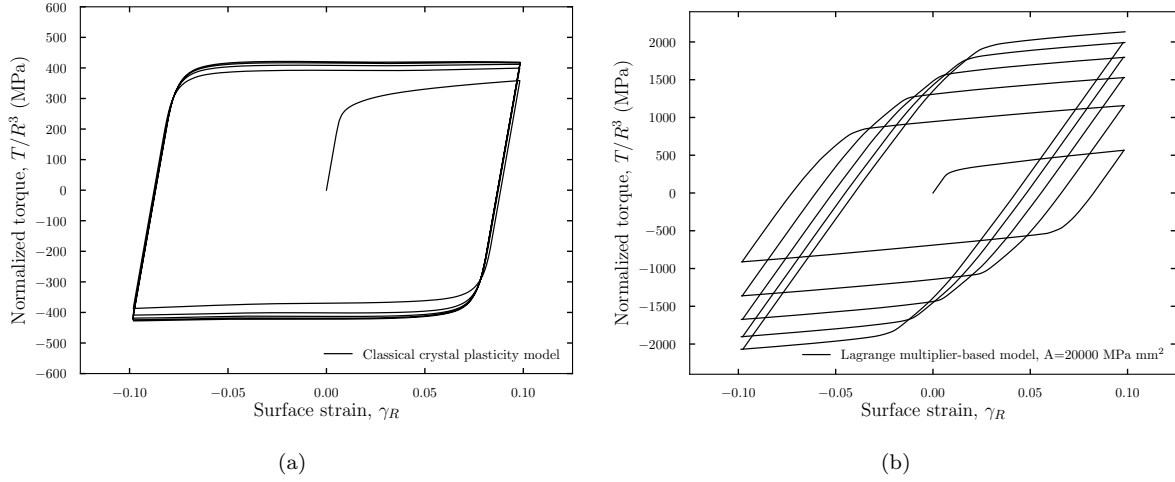 600
500
400
300
200
100
0
−100
−200
−300
−400
−500
−600
Normalized torque, T/R³ (MPa)
−0.10 −0.05 0.00 0.05 0.10
Surface strain, γ_R
Classical crystal plasticity model
(a)
2000
1500
1000
500
0
−500
−1000
−1500
−2000
Normalized torque, T/R³ (MPa)
−0.10 −0.05 0.00 0.05 0.10
Surface strain, γ_R
Lagrange multiplier-based model, A=20000 MPa mm²
(b)